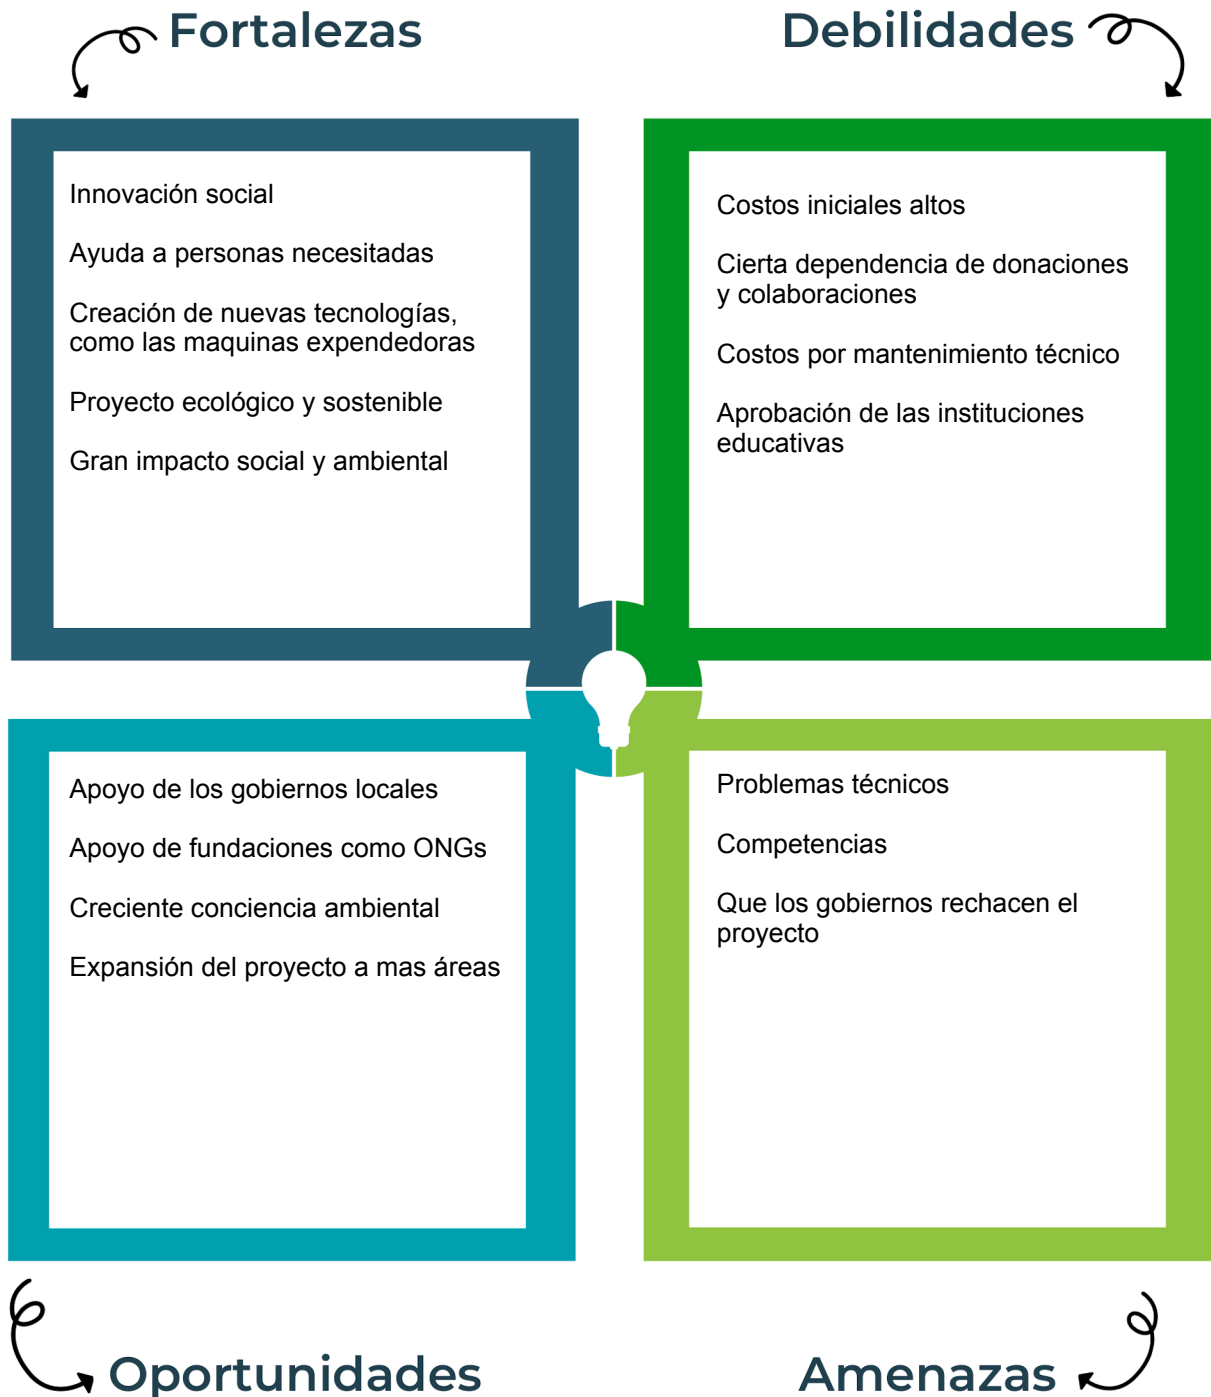 Fortalezas
Innovación social
Ayuda a personas necesitadas
Creación de nuevas tecnologías,
como las maquinas expendedoras
Proyecto ecológico y sostenible
Gran impacto social y ambiental
Debilidades
Costos iniciales altos
Cierta dependencia de donaciones
y colaboraciones
Costos por mantenimiento técnico
Aprobación de las instituciones
educativas
Apoyo de los gobiernos locales
Apoyo de fundaciones como ONGs
Creciente conciencia ambiental
Expansión del proyecto a mas áreas
Oportunidades
Problemas técnicos
Competencias
Que los gobiernos rechacen el
proyecto
Amenazas